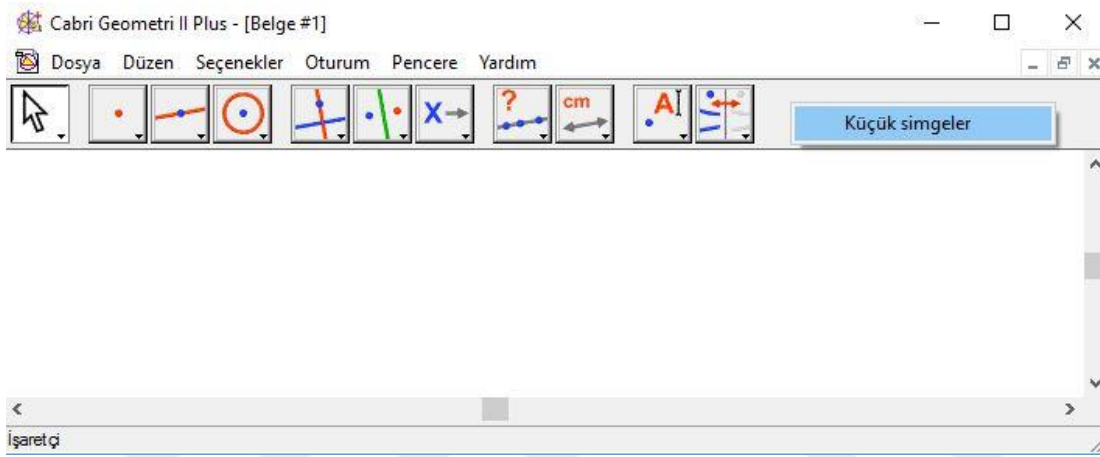 Cabri Geometri II Plus - [Belge #1]
Dosya Düzen Seçenekler Oturum Pencere Yardım
X ? cm A
Küçük simgeler
İşaretçi